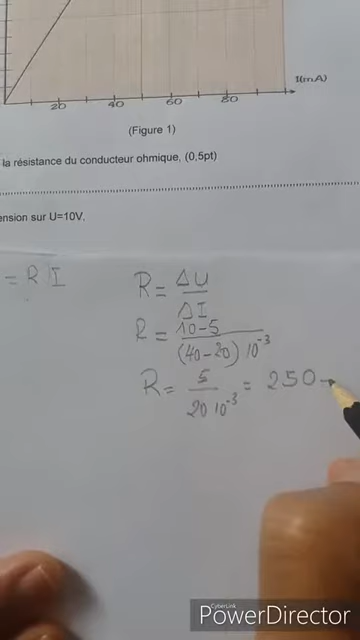 I(mA)
20 40 60 80
(Figure 1)
la résistance du conducteur ohmique, (0,5pt)
ension sur U=10V.
= R I
R = ΔU / ΔI
R = 10-5 / (40-20) 10⁻³
R = 5 / 20 10⁻³ = 250
CyberLink
PowerDirector